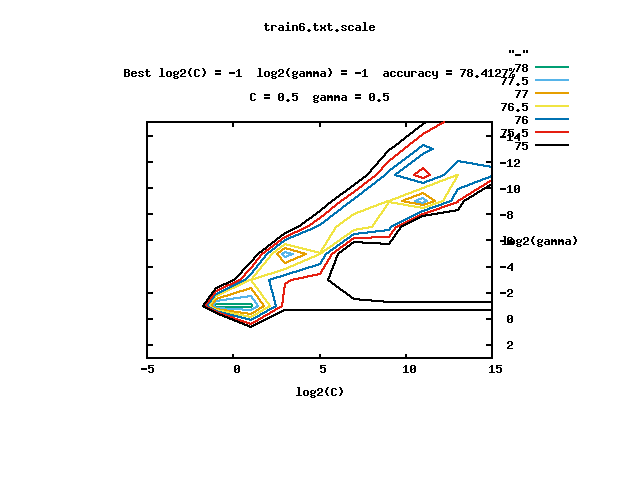 train6.txt.scale
"-"
Best log2(C) = -1  log2(gamma) = -1  accuracy = 78.4127%
C = 0.5  gamma = 0.5
78
77.5
77
76.5
76
75.5
75
-14
-12
-10
-8
-6
log2(gamma)
-4
-2
0
2
-5 0 5 10 15
log2(C)